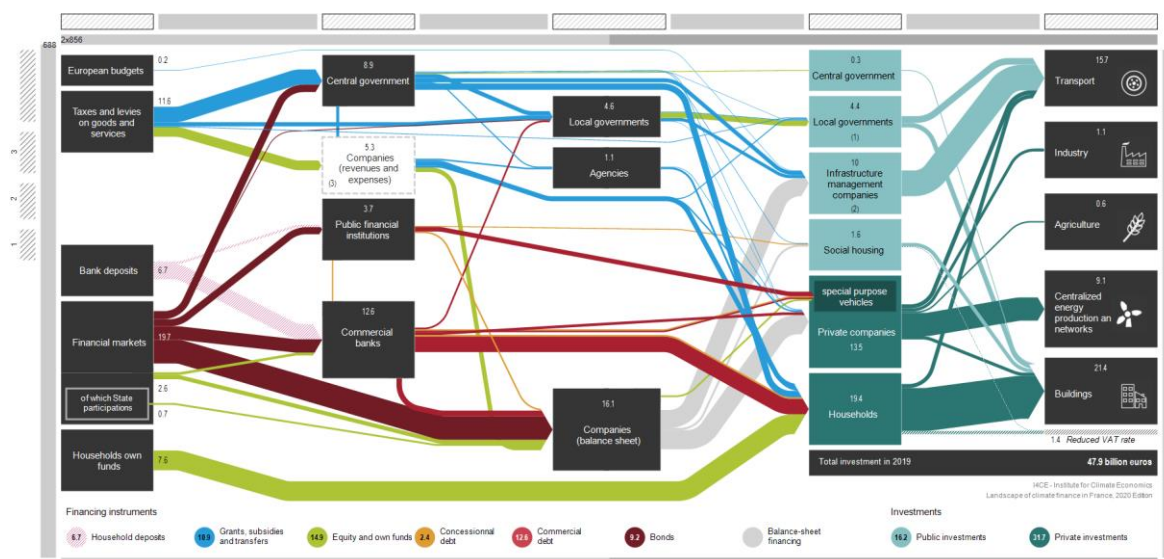 2x856
688
3
2
1
European budgets
0.2
Taxes and levies
on goods and
services
11.6
Bank deposits
6.7
Financial markets
19.7
of which State
participations
2.6
0.7
Households own
funds
7.6
8.9
Central government
5.3
Companies
(revenues and
expenses)
(3)
3.7
Public financial
institutions
12.6
Commercial
banks
4.6
Local governments
1.1
Agencies
16.1
Companies
(balance sheet)
0.3
Central government
4.4
Local governments
(1)
10
Infrastructure
management
companies
(2)
1.6
Social housing
special purpose
vehicles
Private companies
13.5
19.4
Households
15.7
Transport
1.1
Industry
0.6
Agriculture
9.1
Centralized
energy
production an
networks
21.4
Buildings
1.4 Reduced VAT rate
Total investment in 2019 47.9 billion euros
I4CE - Institute for Climate Economics
Landscape of climate finance in France, 2020 Edition
Financing instruments
6.7 Household deposits
18.9 Grants, subsidies
and transfers
14.9 Equity and own funds
2.4 Concessionnal
debt
12.6 Commercial
debt
9.2 Bonds
Balance-sheet
financing
Investments
16.2 Public investments
31.7 Private investments